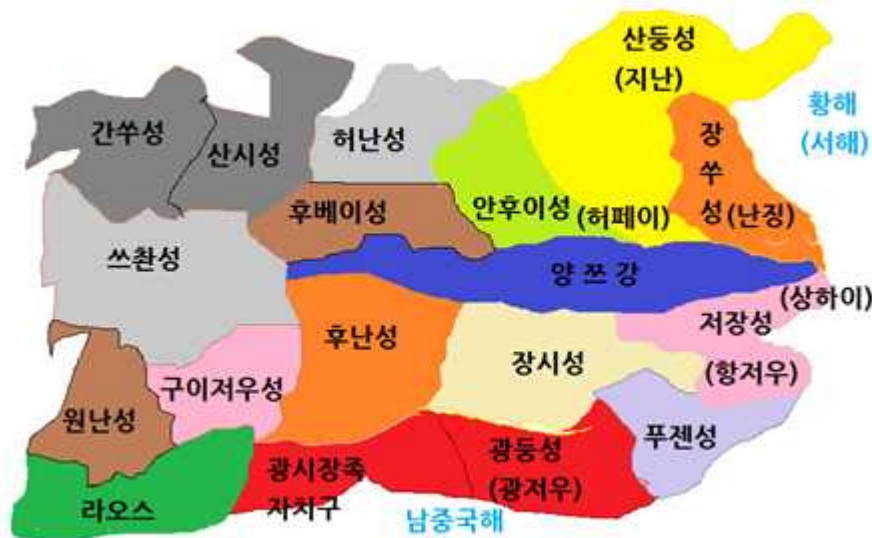 산둥성
(지난)
황해
(서해)
간쑤성
산시성
허난성
장
쑤
성
(난징)
안후이성
(허페이)
후베이성
쓰촨성
양 쯔 강
(상하이)
저장성
(항저우)
후난성
장시성
구이저우성
원난성
푸젠성
광시장족
자치구
광둥성
(광저우)
라오스
남중국해